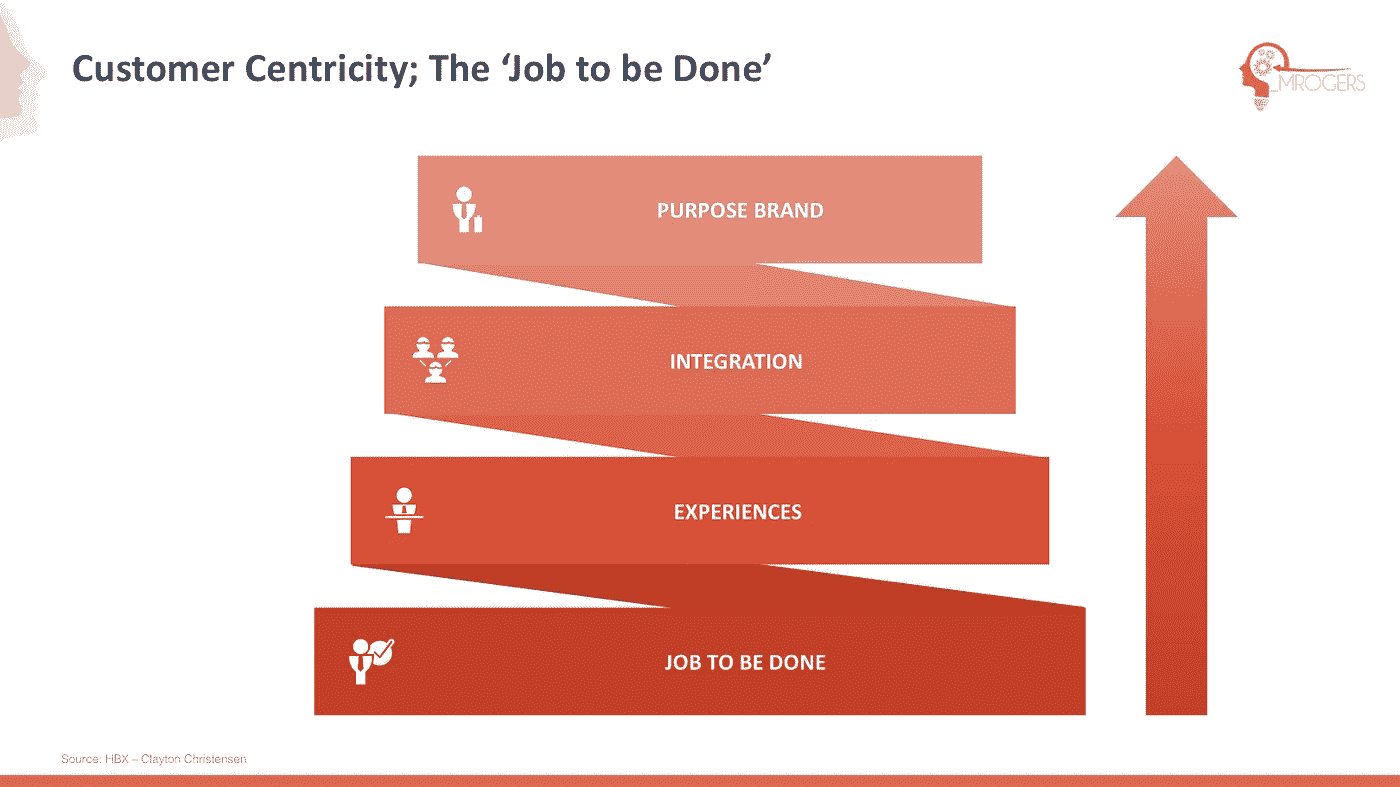 Customer Centricity; The ‘Job to be Done’
_MROGERS
PURPOSE BRAND
INTEGRATION
EXPERIENCES
JOB TO BE DONE
Source: HBX – Clayton Christensen